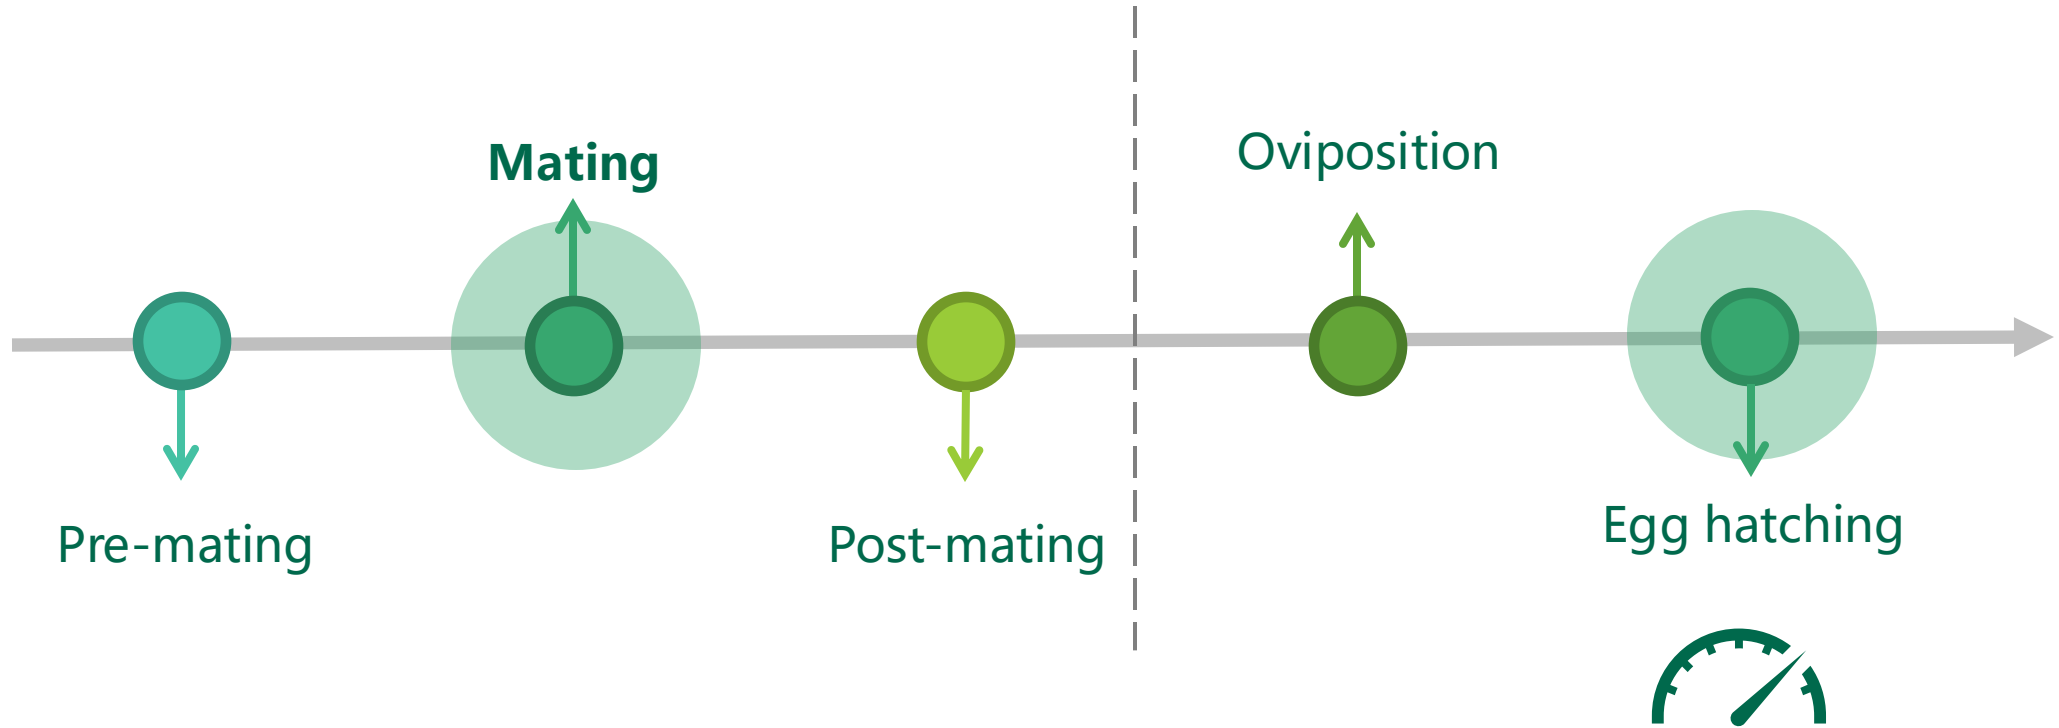 Mating
Oviposition
Pre-mating
Post-mating
Egg hatching